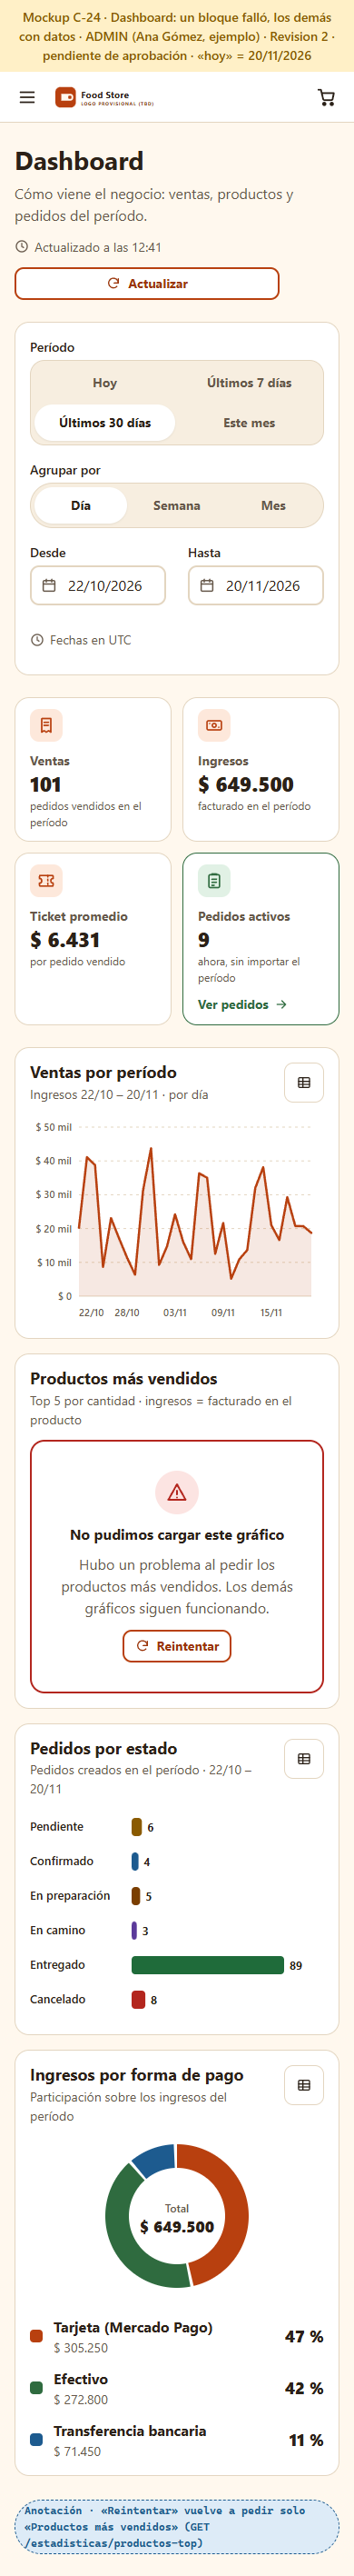 Mockup C-24 · Dashboard: un bloque falló, los demás
con datos · ADMIN (Ana Gómez, ejemplo) · Revision 2 ·
pendiente de aprobación · «hoy» = 20/11/2026
Food Store
LOGO PROVISIONAL (TBD)
Dashboard
Cómo viene el negocio: ventas, productos y
pedidos del período.
Actualizado a las 12:41
Actualizar
Período
Hoy
Últimos 7 días
Últimos 30 días
Este mes
Agrupar por
Día
Semana
Mes
Desde
Hasta
22/10/2026
20/11/2026
Fechas en UTC
Ventas
101
pedidos vendidos en el
período
Ingresos
$ 649.500
facturado en el período
Ticket promedio
$ 6.431
por pedido vendido
Pedidos activos
9
ahora, sin importar el
período
Ver pedidos →
Ventas por período
Ingresos 22/10 – 20/11 · por día
$ 50 mil
$ 40 mil
$ 30 mil
$ 20 mil
$ 10 mil
$ 0
22/10 28/10 03/11 09/11 15/11
Productos más vendidos
Top 5 por cantidad · ingresos = facturado en el
producto
No pudimos cargar este gráfico
Hubo un problema al pedir los
productos más vendidos. Los demás
gráficos siguen funcionando.
Reintentar
Pedidos por estado
Pedidos creados en el período · 22/10 –
20/11
Pendiente 6
Confirmado 4
En preparación 5
En camino 3
Entregado 89
Cancelado 8
Ingresos por forma de pago
Participación sobre los ingresos del
período
Total
$ 649.500
Tarjeta (Mercado Pago)
$ 305.250
47 %
Efectivo
$ 272.800
42 %
Transferencia bancaria
$ 71.450
11 %
Anotación · «Reintentar» vuelve a pedir solo
«Productos más vendidos» (GET
/estadisticas/productos-top)